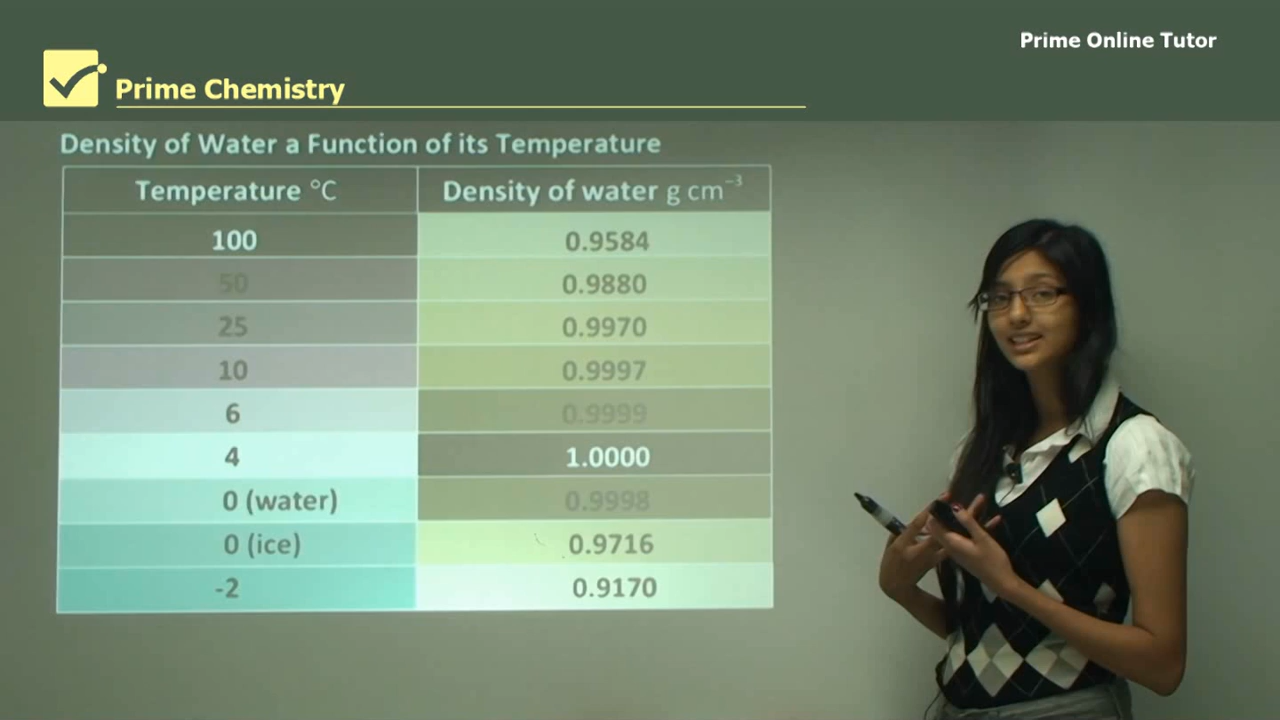 Prime Online Tutor
Prime Chemistry
Density of Water a Function of its Temperature
Temperature °C Density of water g cm⁻³
100 0.9584
50 0.9880
25 0.9970
10 0.9997
6 0.9999
4 1.0000
0 (water) 0.9998
0 (ice) 0.9716
-2 0.9170